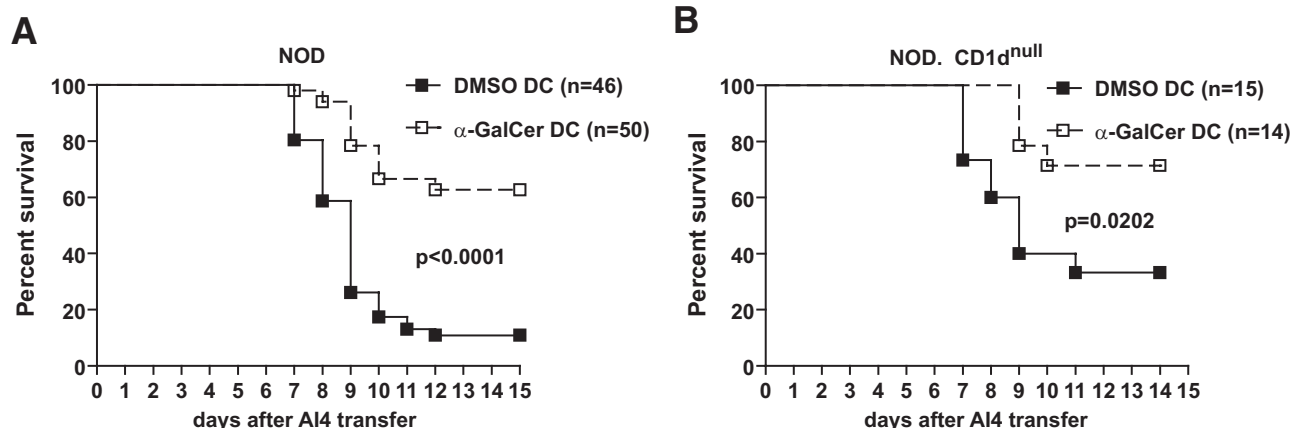 A
NOD
DMSO DC (n=46)
α-GalCer DC (n=50)
Percent survival
100
80
60
40
20
0
p<0.0001
0 1 2 3 4 5 6 7 8 9 10 11 12 13 14 15
days after AI4 transfer
B
NOD. CD1d^null
DMSO DC (n=15)
α-GalCer DC (n=14)
Percent survival
100
80
60
40
20
0
p=0.0202
0 1 2 3 4 5 6 7 8 9 10 11 12 13 14 15
days after AI4 transfer